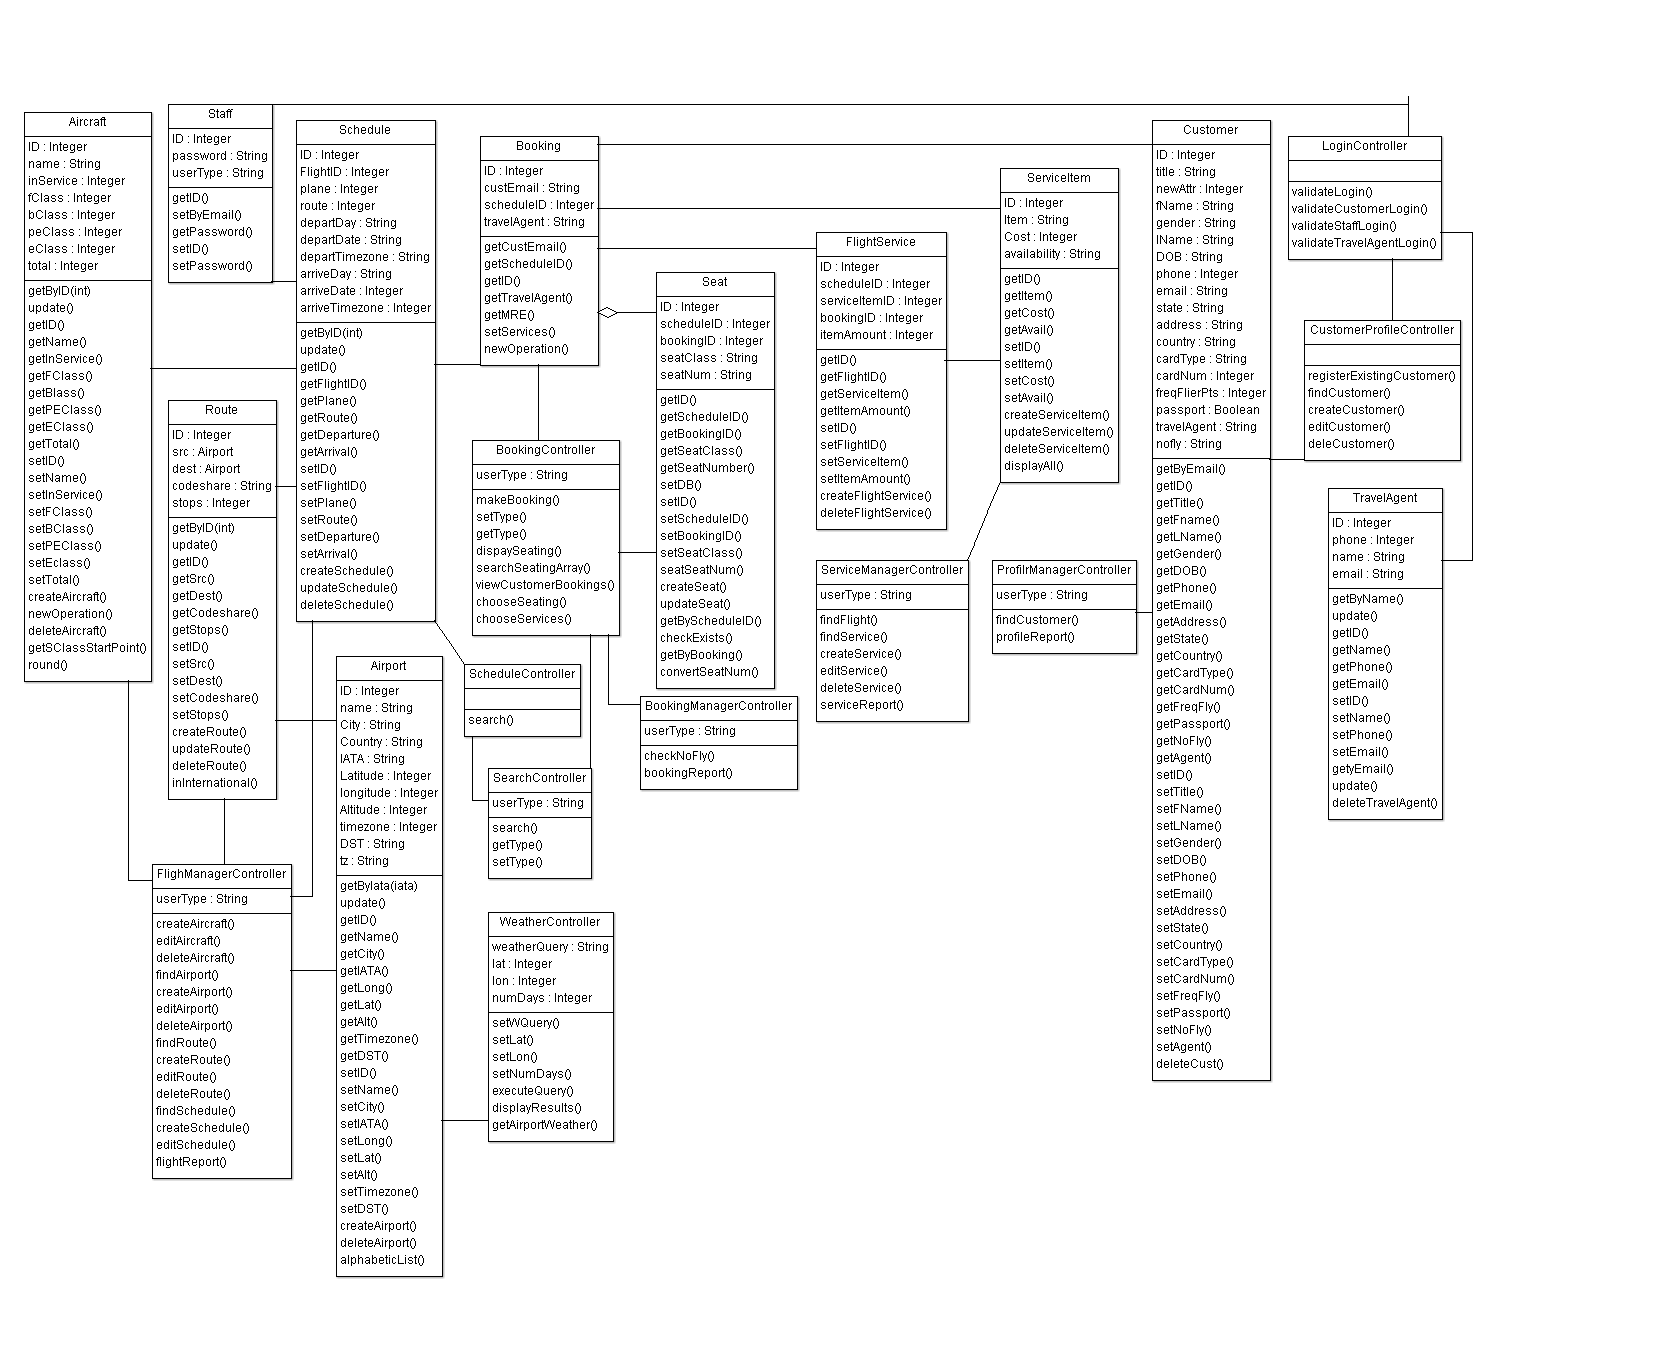 Aircraft
ID : Integer
name : String
inService : Integer
fClass : Integer
bClass : Integer
peClass : Integer
eClass : Integer
total : Integer
getByID(int)
update()
getID()
getName()
getInService()
getFClass()
getBlass()
getPEClass()
getEClass()
getTotal()
setID()
setName()
setInService()
setFClass()
setBClass()
setPEClass()
setEclass()
setTotal()
createAircraft()
newOperation()
deleteAircraft()
getSClassStartPoint()
round()
Staff
ID : Integer
password : String
userType : String
getID()
setByEmail()
getPassword()
setID()
setPassword()
Schedule
ID : Integer
FlightID : Integer
plane : Integer
route : Integer
departDay : String
departDate : String
departTimezone : String
arriveDay : String
arriveDate : Integer
arriveTimezone : Integer
getByID(int)
update()
getID()
getFlightID()
getPlane()
getRoute()
getDeparture()
getArrival()
setID()
setFlightID()
setPlane()
setRoute()
setDeparture()
setArrival()
createSchedule()
updateSchedule()
deleteSchedule()
Route
ID : Integer
src : Airport
dest : Airport
codeshare : String
stops : Integer
getByID(int)
update()
getID()
getSrc()
getDest()
getCodeshare()
getStops()
setID()
setSrc()
setDest()
setCodeshare()
setStops()
createRoute()
updateRoute()
deleteRoute()
inInternational()
FlighManagerController
userType : String
createAircraft()
editAircraft()
deleteAircraft()
findAirport()
createAirport()
editAirport()
deleteAirport()
findRoute()
createRoute()
editRoute()
deleteRoute()
findSchedule()
createSchedule()
editSchedule()
flightReport()
Airport
ID : Integer
name : String
City : String
Country : String
IATA : String
Latitude : Integer
longitude : Integer
Altitude : Integer
timezone : Integer
DST : String
tz : String
getByIata(iata)
update()
getID()
getName()
getCity()
getIATA()
getLong()
getLat()
getAlt()
getTimezone()
getDST()
setID()
setName()
setCity()
setIATA()
setLong()
setLat()
setAlt()
setTimezone()
setDST()
createAirport()
deleteAirport()
alphabeticList()
Booking
ID : Integer
custEmail : String
scheduleID : Integer
travelAgent : String
getCustEmail()
getScheduleID()
getID()
getTravelAgent()
getMRE()
setServices()
newOperation()
BookingController
userType : String
makeBooking()
setType()
getType()
dispaySeating()
searchSeatingArray()
viewCustomerBookings()
chooseSeating()
chooseServices()
ScheduleController
search()
SearchController
userType : String
search()
getType()
setType()
WeatherController
weatherQuery : String
lat : Integer
lon : Integer
numDays : Integer
setWQuery()
setLat()
setLon()
setNumDays()
executeQuery()
displayResults()
getAirportWeather()
Seat
ID : Integer
scheduleID : Integer
bookingID : Integer
seatClass : String
seatNum : String
getID()
getScheduleID()
getBookingID()
getSeatClass()
getSeatNumber()
setDB()
setID()
setScheduleID()
setBookingID()
setSeatClass()
seatSeatNum()
createSeat()
updateSeat()
getByScheduleID()
checkExists()
getByBooking()
convertSeatNum()
BookingManagerController
userType : String
checkNoFly()
bookingReport()
FlightService
ID : Integer
scheduleID : Integer
serviceItemID : Integer
bookingID : Integer
itemAmount : Integer
getID()
getFlightID()
getServiceItem()
getItemAmount()
setID()
setFlightID()
setServiceItem()
setItemAmount()
createFlightService()
deleteFlightService()
ServiceManagerController
userType : String
findFlight()
findService()
createService()
editService()
deleteService()
serviceReport()
ServiceItem
ID : Integer
Item : String
Cost : Integer
availability : String
getID()
getItem()
getCost()
getAvail()
setID()
setItem()
setCost()
setAvail()
createServiceItem()
updateServiceItem()
deleteServiceItem()
displayAll()
ProfilrManagerController
userType : String
findCustomer()
profileReport()
Customer
ID : Integer
title : String
newAttr : Integer
fName : String
gender : String
lName : String
DOB : String
phone : Integer
email : String
state : String
address : String
country : String
cardType : String
cardNum : Integer
freqFlierPts : Integer
passport : Boolean
travelAgent : String
nofly : String
getByEmail()
getID()
getTitle()
getFname()
getLName()
getGender()
getDOB()
getPhone()
getEmail()
getAddress()
getState()
getCountry()
getCardType()
getCardNum()
getFreqFly()
getPassport()
getNoFly()
getAgent()
setID()
setTitle()
setFName()
setLName()
setGender()
setDOB()
setPhone()
setEmail()
setAddress()
setState()
setCountry()
setCardType()
setCardNum()
setFreqFly()
setPassport()
setNoFly()
setAgent()
deleteCust()
LoginController
validateLogin()
validateCustomerLogin()
validateStaffLogin()
validateTravelAgentLogin()
CustomerProfileController
registerExistingCustomer()
findCustomer()
createCustomer()
editCustomer()
deleCustomer()
TravelAgent
ID : Integer
phone : Integer
name : String
email : String
getByName()
update()
getID()
getName()
getPhone()
getEmail()
setID()
setName()
setPhone()
setEmail()
getyEmail()
update()
deleteTravelAgent()